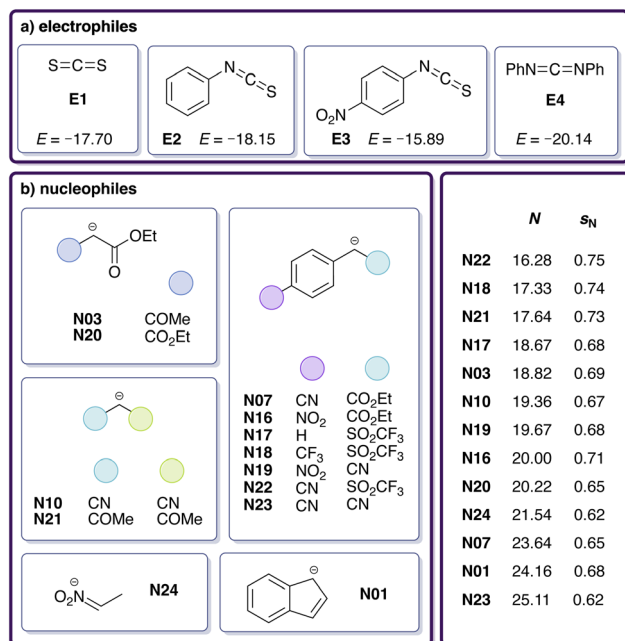 a) electrophiles
S=C=S
E1
E = −17.70
N
C
S
E2 E = −18.15
N
C
S
O₂N
E3 E = −15.89
PhN=C=NPh
E4
E = −20.14
b) nucleophiles
−
OEt
O
N03 COMe
N20 CO₂Et
−
N10 CN CN
N21 COMe COMe
−
N07 CN CO₂Et
N16 NO₂ CO₂Et
N17 H SO₂CF₃
N18 CF₃ SO₂CF₃
N19 NO₂ CN
N22 CN SO₂CF₃
N23 CN CN
−
O₂N
N24
−
N01
N sN
N22 16.28 0.75
N18 17.33 0.74
N21 17.64 0.73
N17 18.67 0.68
N03 18.82 0.69
N10 19.36 0.67
N19 19.67 0.68
N16 20.00 0.71
N20 20.22 0.65
N24 21.54 0.62
N07 23.64 0.65
N01 24.16 0.68
N23 25.11 0.62